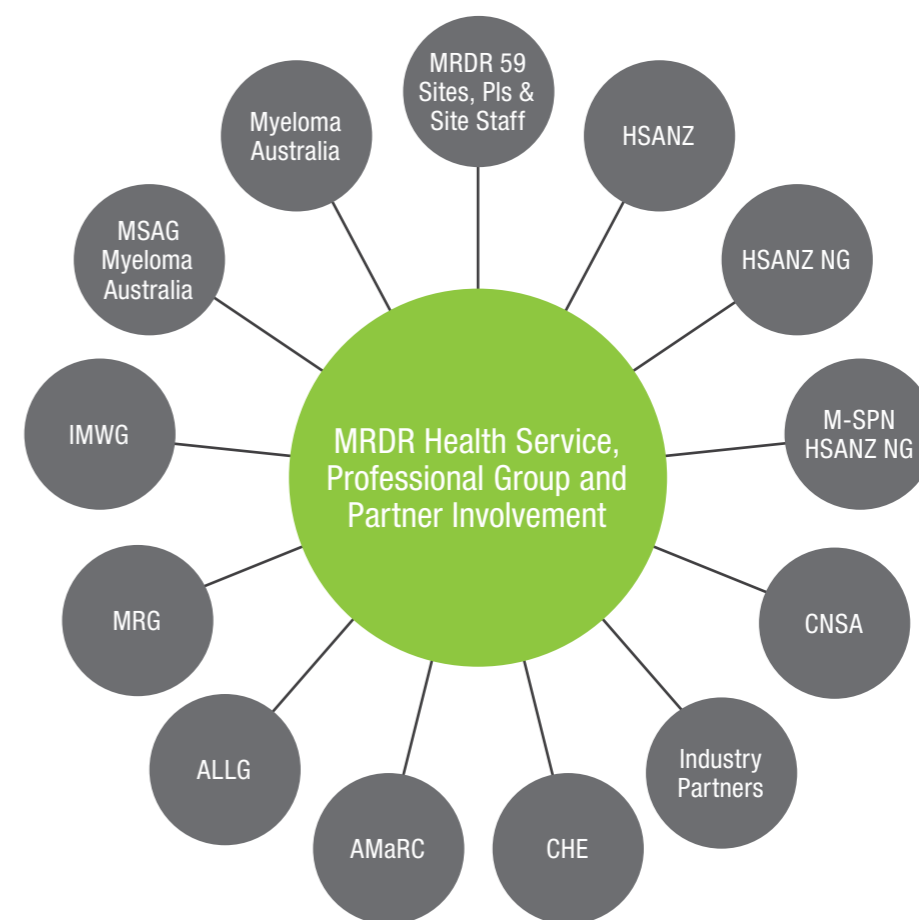 MRDR 59
Sites, PIs &
Site Staff
HSANZ
HSANZ NG
M-SPN
HSANZ NG
CNSA
Industry
Partners
CHE
AMaRC
ALLG
MRG
IMWG
MSAG
Myeloma
Australia
Myeloma
Australia
MRDR Health Service,
Professional Group and
Partner Involvement